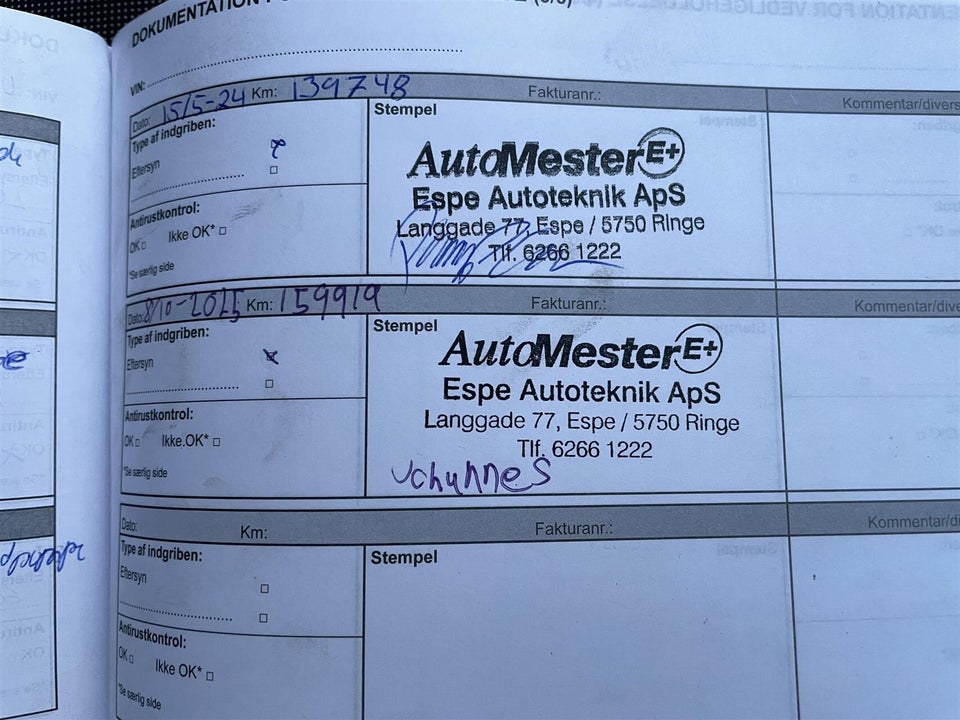 DOKUMENTATION
VIN:
Dato: 15/5-24 Km: 139748 Fakturanr.: Kommentar/divers
Type af indgriben:
Eftersyn
Antirustkontrol:
OK □ Ikke OK* □
*Se særlig side
Stempel
AutoMester E+
Espe Autoteknik ApS
Langgade 77, Espe / 5750 Ringe
Tlf. 6266 1222
Dato: 8/10-2025 Km: 159919 Fakturanr.: Kommentar/dive
Type af indgriben:
Eftersyn
Antirustkontrol:
OK □ Ikke.OK* □
*Se særlig side
Stempel
AutoMester E+
Espe Autoteknik ApS
Langgade 77, Espe / 5750 Ringe
Tlf. 6266 1222
Johannes
Dato: Km: Fakturanr.: Kommentar/di
Type af indgriben:
Eftersyn
Antirustkontrol:
OK □ Ikke OK* □
*Se særlig side
Stempel